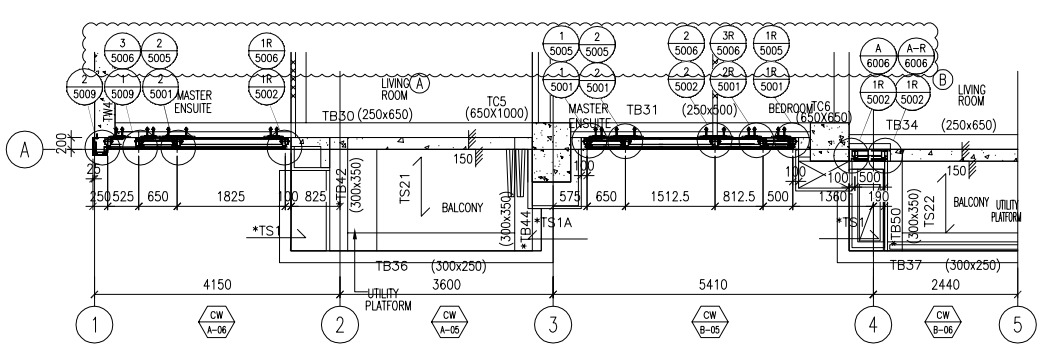 3
5006
2
5005
1R
5006
1
5005
2
5005
2
6006
3R
5006
1R
5005
A
6006
A-R
6006
2
5009
1
5009
2
5001
1R
5002
1
5001
2
5001
2
5002
2R
5001
1R
5001
1R
5002
1R
5002
LIVING
ROOM
A
B
LIVING
ROOM
TW4
MASTER
ENSUITE
TB30 (250x650)
TC5
(650X1000)
MASTER
ENSUITE
TB31
(250x500)
BEDROOM
TC6
(650x650)
TB34
(250x650)
A
200
25
150
100
100
100
500
150
250
525
650
1825
100
825
575
650
1512.5
812.5
500
1360
190
*TB42
(300x350)
TS21
BALCONY
(300x350)
*TB44
*TS1A
*TS1
*TS1
*TB50
(300x350)
TS22
BALCONY
UTILITY
PLATFORM
TB36 (300x250)
TB37 (300x250)
UTILITY
PLATFORM
4150
3600
5410
2440
1
CW
A-06
2
CW
A-05
3
CW
B-05
4
CW
B-06
5